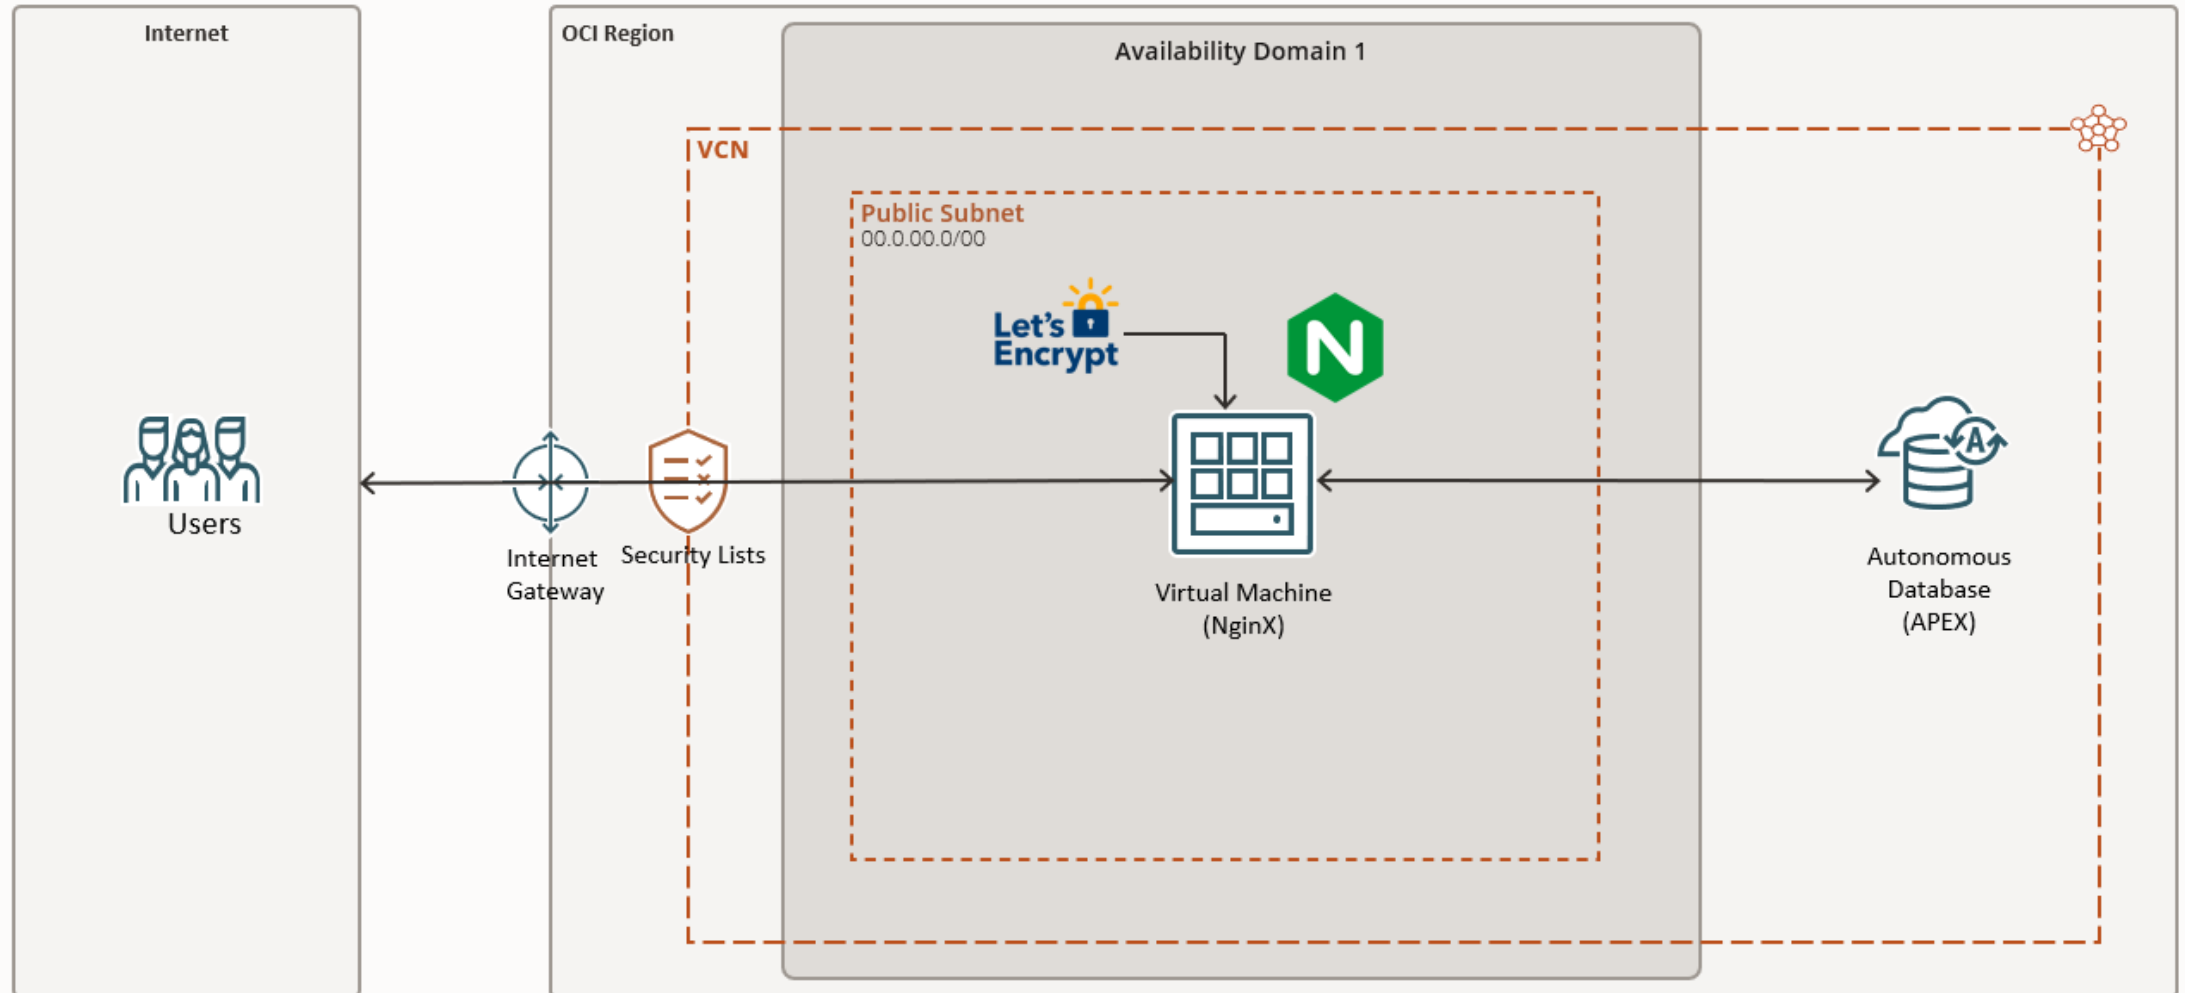 Internet
OCI Region
Availability Domain 1
VCN
Public Subnet
00.0.00.0/00
Let's
Encrypt
N
Users
Internet
Gateway
Security Lists
Virtual Machine
(NginX)
A
Autonomous
Database
(APEX)